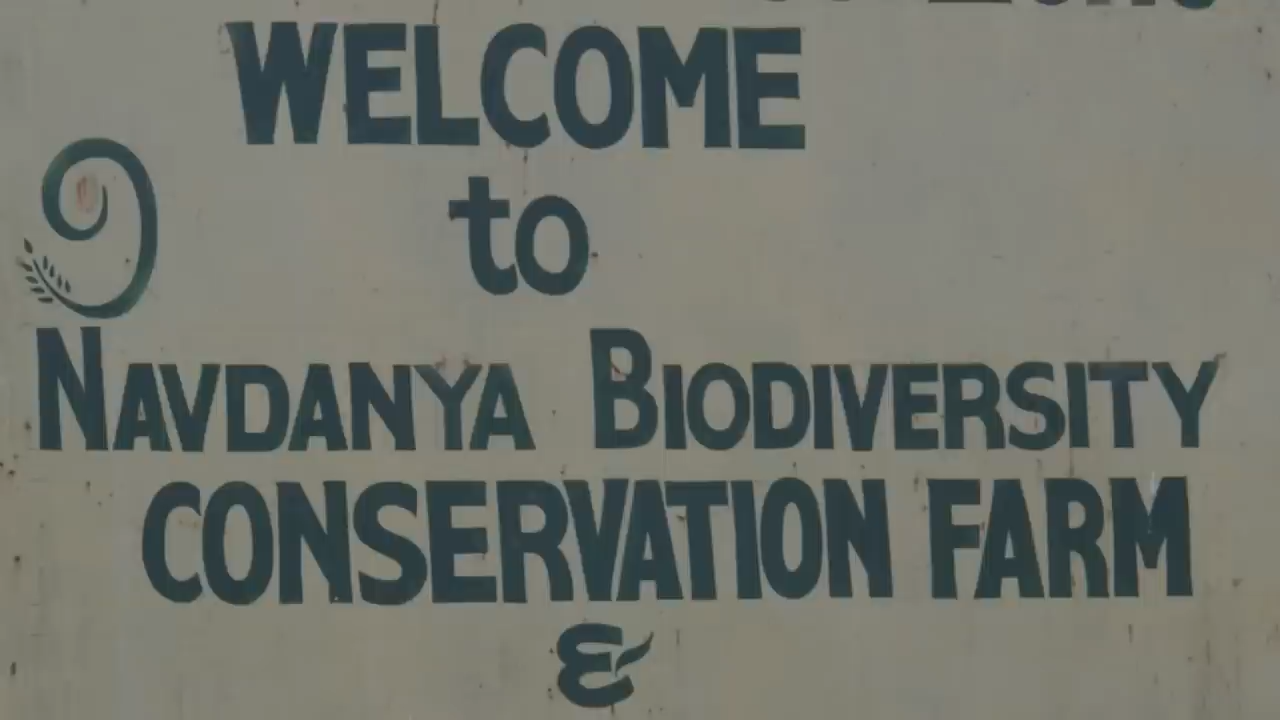 WELCOME
to
NAVDANYA BIODIVERSITY
CONSERVATION FARM
&